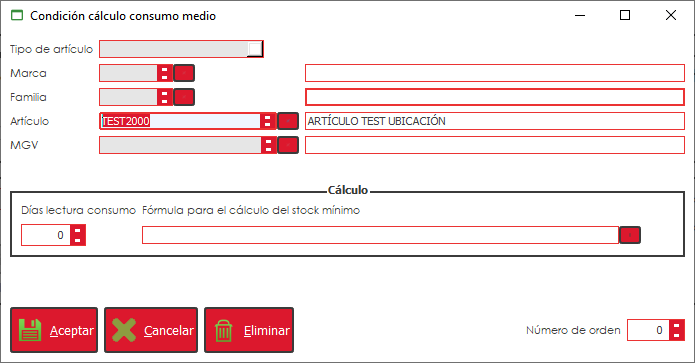 Condición cálculo consumo medio
Tipo de artículo
Marca
Familia
Artículo TEST2000 ARTÍCULO TEST UBICACIÓN
MGV
Cálculo
Días lectura consumo Fórmula para el cálculo del stock mínimo
0
Aceptar Cancelar Eliminar Número de orden 0